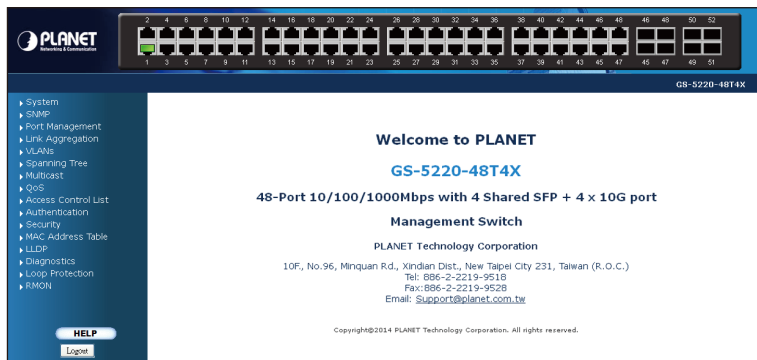 2 4 6 8 10 12 14 16 18 20 22 24 26 28 30 32 34 36 38 40 42 44 46 48 46 48 50 52
PLANET
Networking & Communication
1 3 5 7 9 11 13 15 17 19 21 23 25 27 29 31 33 35 37 39 41 43 45 47 45 47 49 51
GS-5220-48T4X
System
SNMP
Port Management
Link Aggregation
VLANs
Spanning Tree
Multicast
QoS
Access Control List
Authentication
Security
MAC Address Table
LLDP
Diagnostics
Loop Protection
RMON
HELP
Logout
Welcome to PLANET
GS-5220-48T4X
48-Port 10/100/1000Mbps with 4 Shared SFP + 4 x 10G port
Management Switch
PLANET Technology Corporation
10F., No.96, Minquan Rd., Xindian Dist., New Taipei City 231, Taiwan (R.O.C.)
Tel: 886-2-2219-9518
Fax:886-2-2219-9528
Email: Support@planet.com.tw
Copyright©2014 PLANET Technology Corporation. All rights reserved.